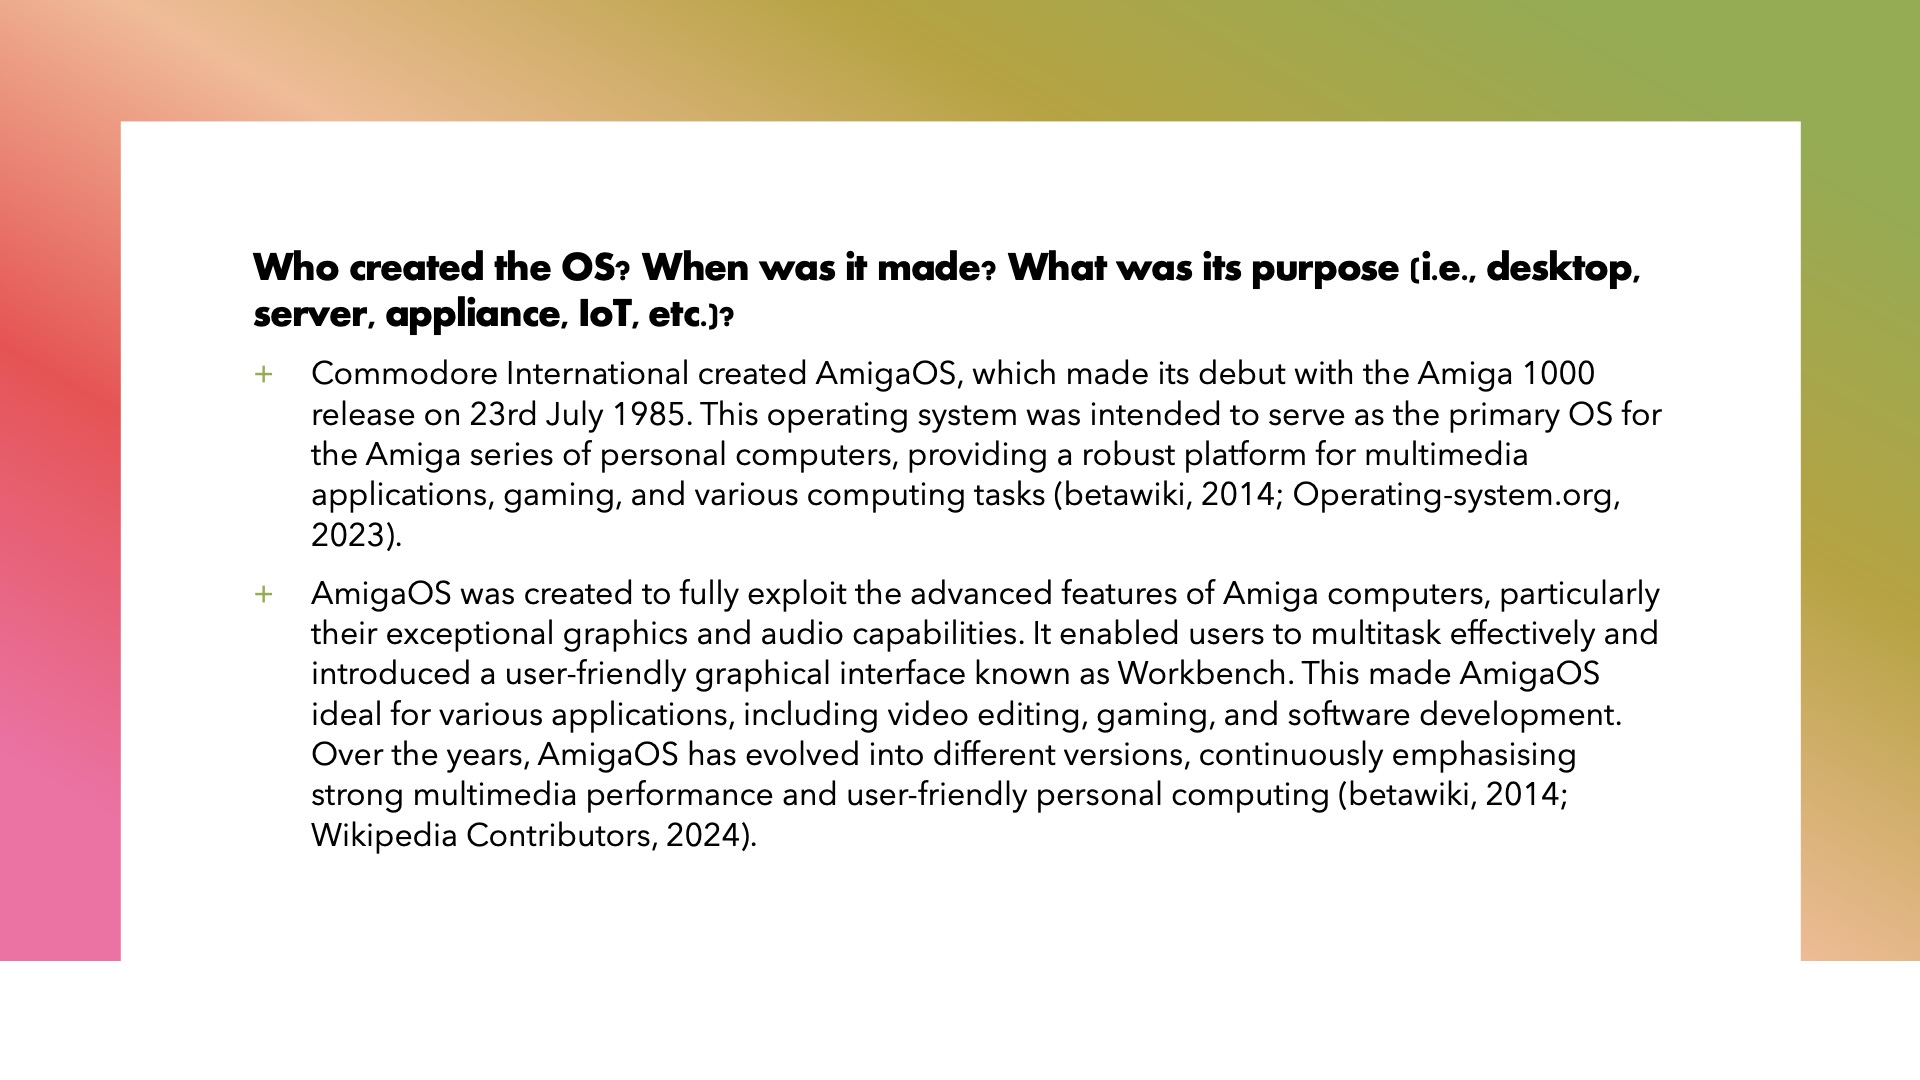 Who created the OS? When was it made? What was its purpose (i.e., desktop,
server, appliance, IoT, etc.)?
+ Commodore International created AmigaOS, which made its debut with the Amiga 1000
release on 23rd July 1985. This operating system was intended to serve as the primary OS for
the Amiga series of personal computers, providing a robust platform for multimedia
applications, gaming, and various computing tasks (betawiki, 2014; Operating-system.org,
2023).
+ AmigaOS was created to fully exploit the advanced features of Amiga computers, particularly
their exceptional graphics and audio capabilities. It enabled users to multitask effectively and
introduced a user-friendly graphical interface known as Workbench. This made AmigaOS
ideal for various applications, including video editing, gaming, and software development.
Over the years, AmigaOS has evolved into different versions, continuously emphasising
strong multimedia performance and user-friendly personal computing (betawiki, 2014;
Wikipedia Contributors, 2024).